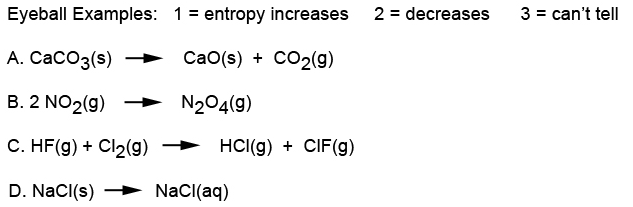 Eyeball Examples: 1 = entropy increases 2 = decreases 3 = can't tell
A. CaCO3(s) → CaO(s) + CO2(g)
B. 2 NO2(g) → N2O4(g)
C. HF(g) + Cl2(g) → HCl(g) + ClF(g)
D. NaCl(s) → NaCl(aq)